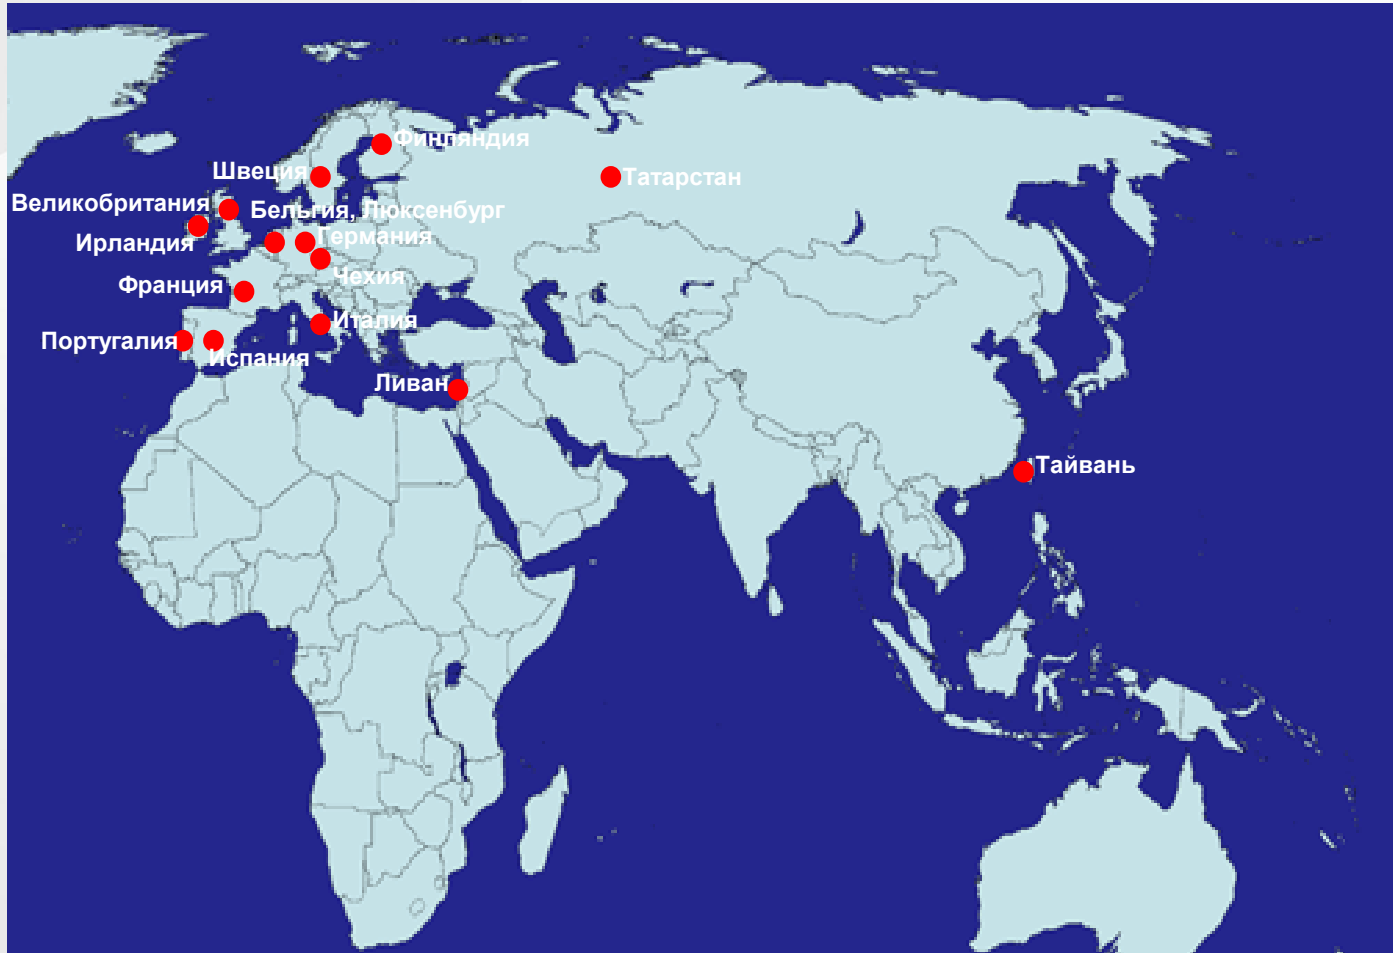 Финляндия
Швеция
Татарстан
Великобритания
Бельгия, Люксенбург
Ирландия
Германия
Чехия
Франция
Италия
Португалия
Испания
Ливан
Тайвань